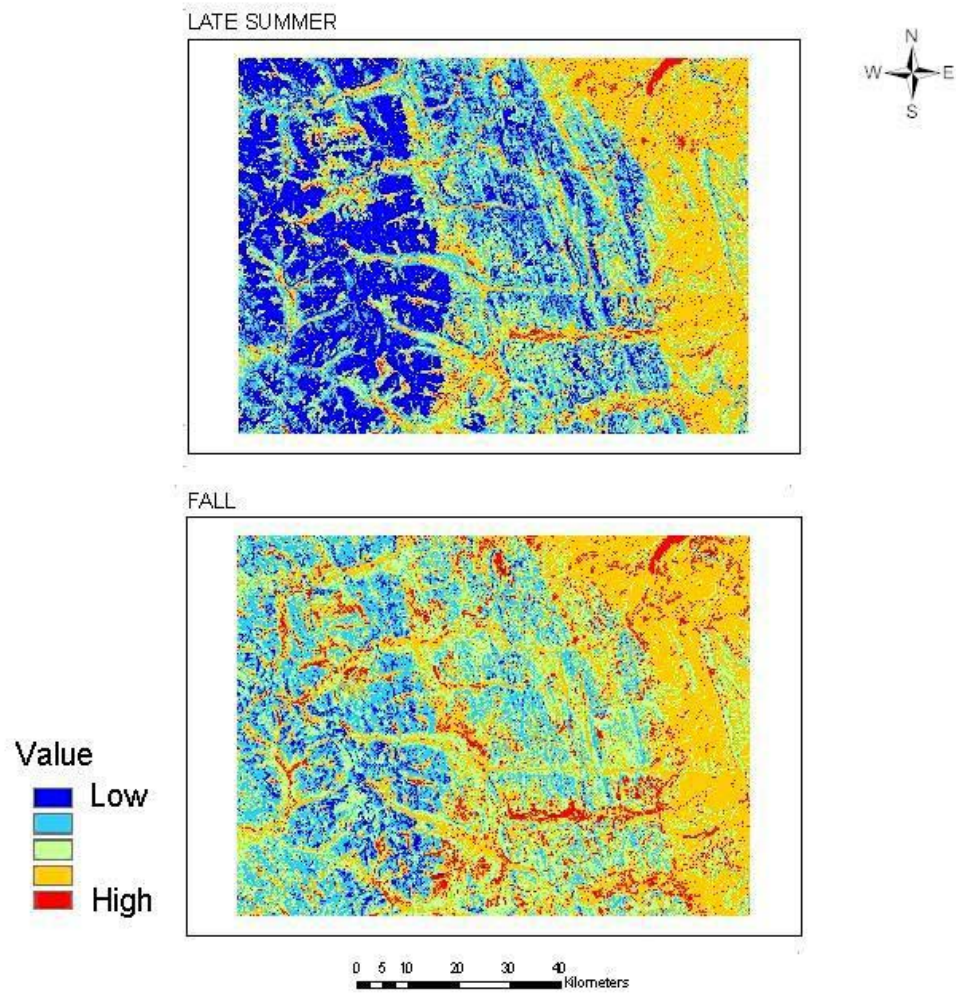 LATE SUMMER
N
W E
S
FALL
Value
Low
High
0 5 10 20 30 40
Kilometers